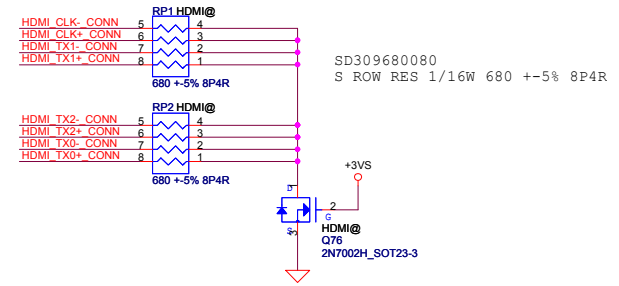 RP1 HDMI@
HDMI_CLK-_CONN 5 4
HDMI_CLK+_CONN 6 3
HDMI_TX1-_CONN 7 2
HDMI_TX1+_CONN 8 1
680 +-5% 8P4R
SD309680080
S ROW RES 1/16W 680 +-5% 8P4R
RP2 HDMI@
HDMI_TX2-_CONN 5 4
HDMI_TX2+_CONN 6 3
HDMI_TX0-_CONN 7 2
HDMI_TX0+_CONN 8 1
680 +-5% 8P4R
+3VS
D
2
G
S
3
HDMI@
Q76
2N7002H_SOT23-3